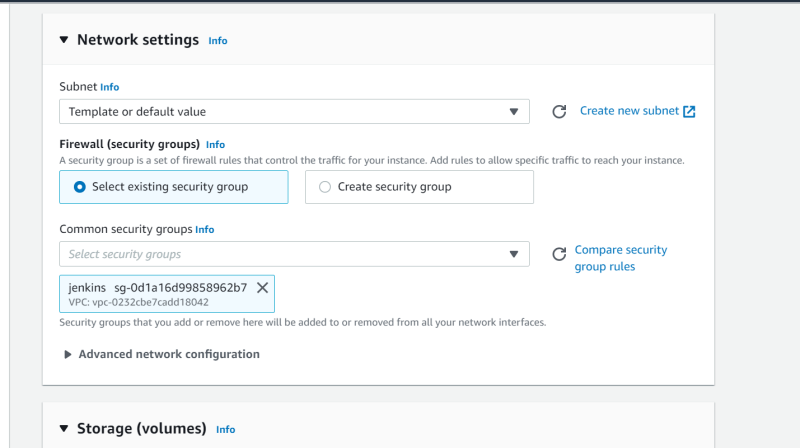 Network settings Info
Subnet Info
Template or default value
Create new subnet
Firewall (security groups) Info
A security group is a set of firewall rules that control the traffic for your instance. Add rules to allow specific traffic to reach your instance.
Select existing security group
Create security group
Common security groups Info
Select security groups
Compare security
group rules
jenkins sg-0d1a16d99858962b7
VPC: vpc-0232cbe7cadd18042
Security groups that you add or remove here will be added to or removed from all your network interfaces.
Advanced network configuration
Storage (volumes) Info